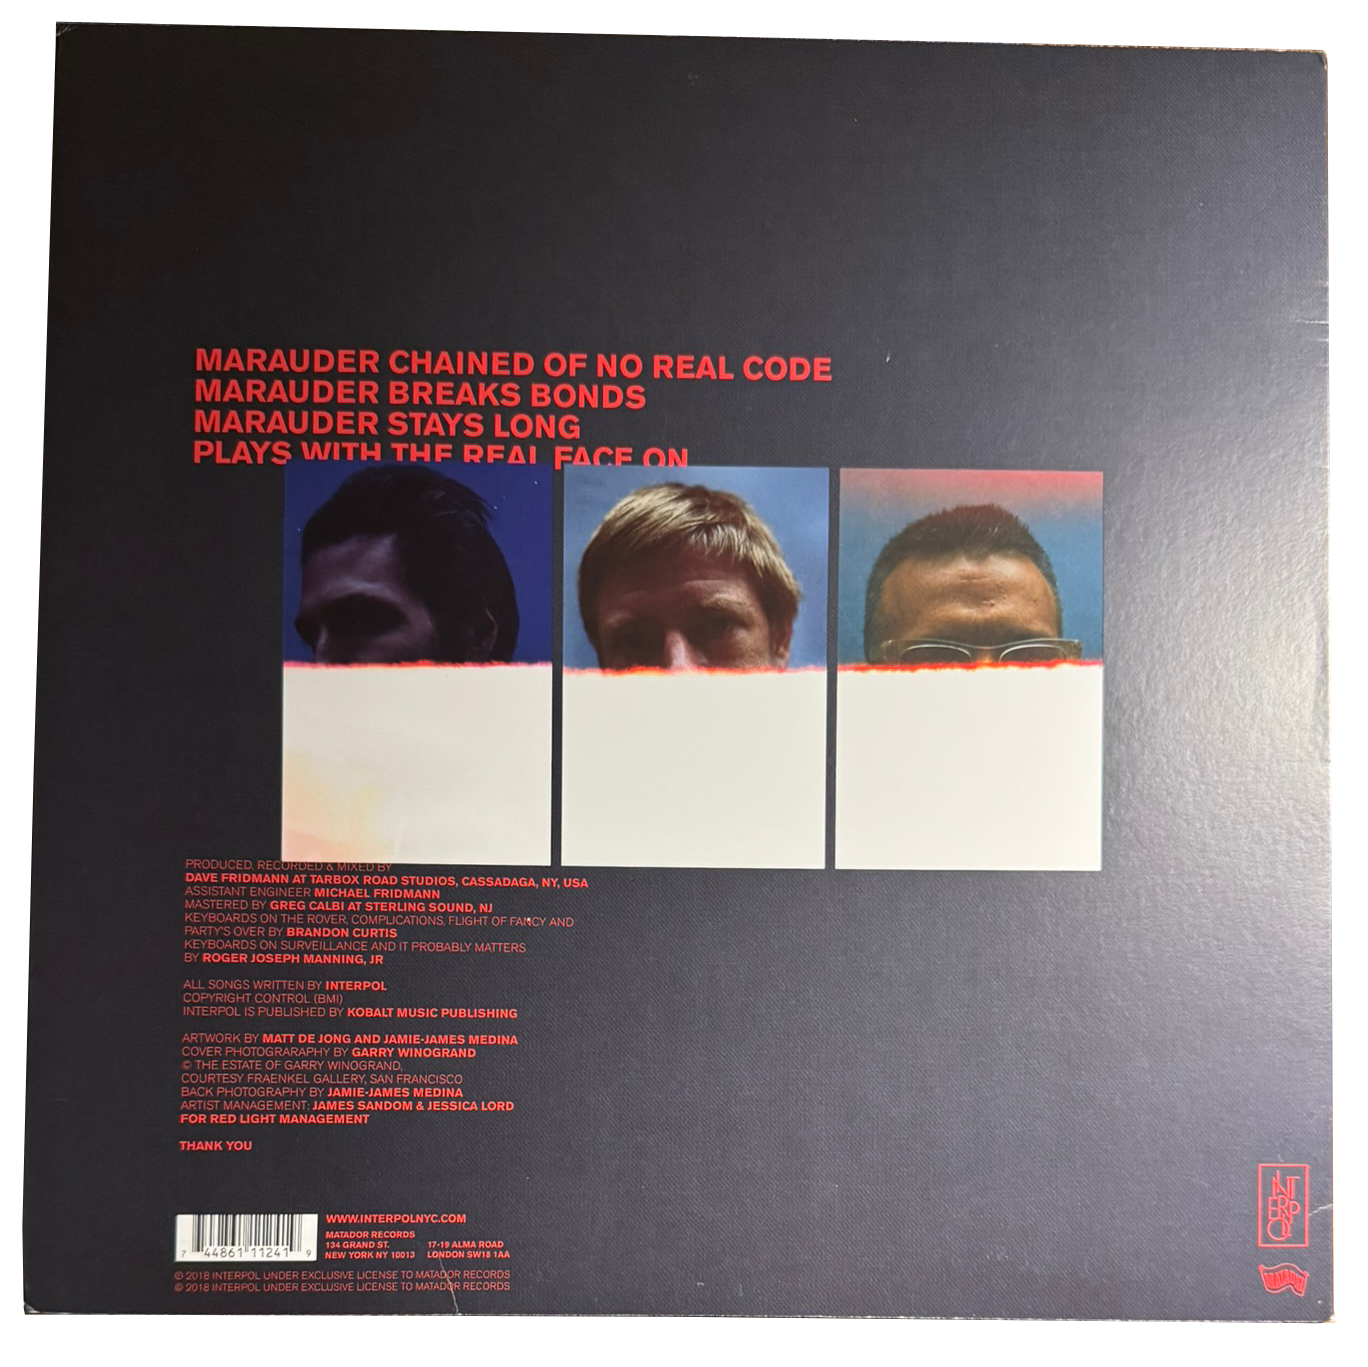 MARAUDER CHAINED OF NO REAL CODE
MARAUDER BREAKS BONDS
MARAUDER STAYS LONG
PLAYS WITH THE REAL FACE ON
PRODUCED, RECORDED & MIXED BY
DAVE FRIDMANN AT TARBOX ROAD STUDIOS, CASSADAGA, NY, USA
ASSISTANT ENGINEER MICHAEL FRIDMANN
MASTERED BY GREG CALBI AT STERLING SOUND, NJ
KEYBOARDS ON THE ROVER, COMPLICATIONS, FLIGHT OF FANCY AND
PARTY'S OVER BY BRANDON CURTIS
KEYBOARDS ON SURVEILLANCE AND IT PROBABLY MATTERS
BY ROGER JOSEPH MANNING, JR
ALL SONGS WRITTEN BY INTERPOL
COPYRIGHT CONTROL (BMI)
INTERPOL IS PUBLISHED BY KOBALT MUSIC PUBLISHING
ARTWORK BY MATT DE JONG AND JAMIE-JAMES MEDINA
COVER PHOTOGRARAPHY BY GARRY WINOGRAND
© THE ESTATE OF GARRY WINOGRAND,
COURTESY FRAENKEL GALLERY, SAN FRANCISCO
BACK PHOTOGRAPHY BY JAMIE-JAMES MEDINA
ARTIST MANAGEMENT: JAMES SANDOM & JESSICA LORD
FOR RED LIGHT MANAGEMENT
THANK YOU
WWW.INTERPOLNYC.COM
MATADOR RECORDS
134 GRAND ST. 17-19 ALMA ROAD
NEW YORK NY 10013 LONDON SW18 1AA
7 44861 11241 9
℗ 2018 INTERPOL UNDER EXCLUSIVE LICENSE TO MATADOR RECORDS
© 2018 INTERPOL UNDER EXCLUSIVE LICENSE TO MATADOR RECORDS
INTERPOL
MATADOR